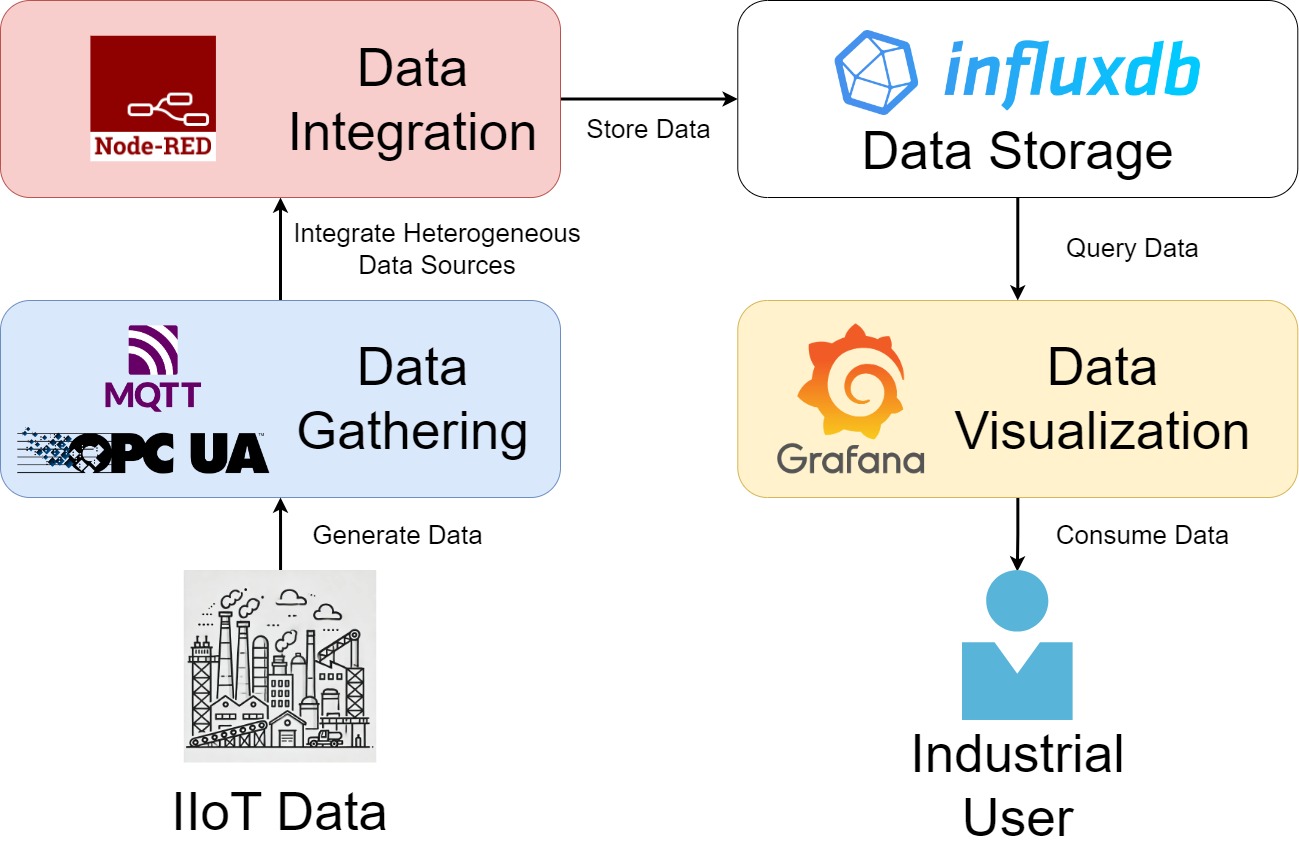 Node-RED
Data
Integration
Store Data
influxdb
Data Storage
Integrate Heterogeneous
Data Sources
Query Data
MQTT
OPC UA
Data
Gathering
Grafana
Data
Visualization
Generate Data
Consume Data
IIoT Data
Industrial
User